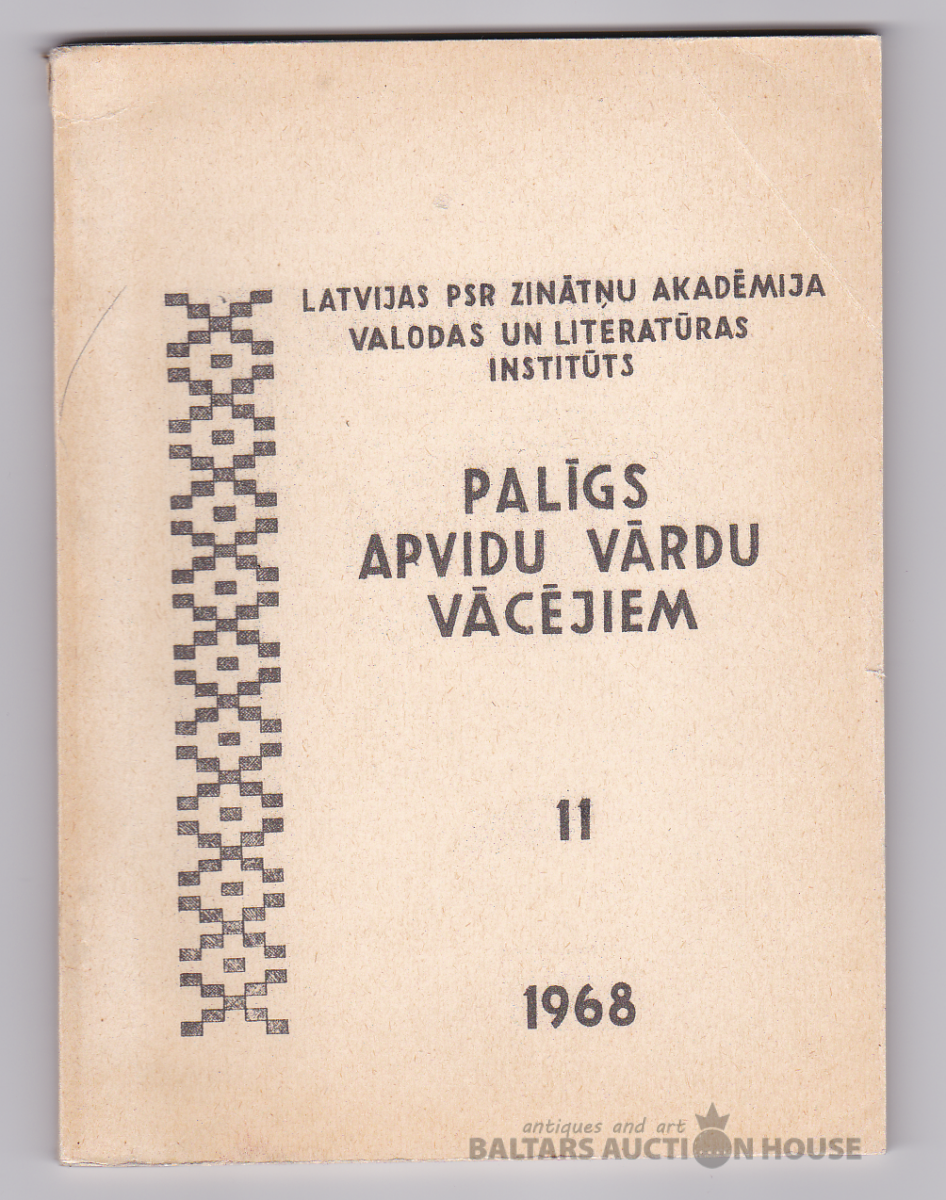 LATVIJAS PSR ZINĀTŅU AKADĒMIJA
VALODAS UN LITERATŪRAS
INSTITŪTS
PALĪGS
APVIDU VĀRDU
VĀCĒJIEM
11
1968
antiques and art
BALTARS AUCTION HOUSE